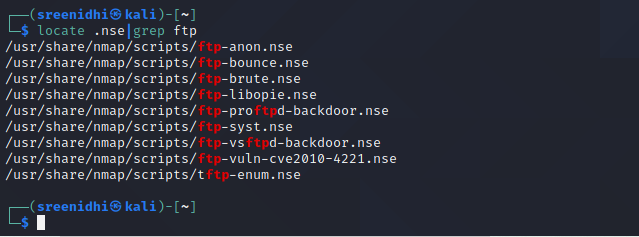 ┌──(sreenidhi㉿kali)-[~]
└─$ locate .nse|grep ftp
/usr/share/nmap/scripts/ftp-anon.nse
/usr/share/nmap/scripts/ftp-bounce.nse
/usr/share/nmap/scripts/ftp-brute.nse
/usr/share/nmap/scripts/ftp-libopie.nse
/usr/share/nmap/scripts/ftp-proftpd-backdoor.nse
/usr/share/nmap/scripts/ftp-syst.nse
/usr/share/nmap/scripts/ftp-vsftpd-backdoor.nse
/usr/share/nmap/scripts/ftp-vuln-cve2010-4221.nse
/usr/share/nmap/scripts/tftp-enum.nse
┌──(sreenidhi㉿kali)-[~]
└─$